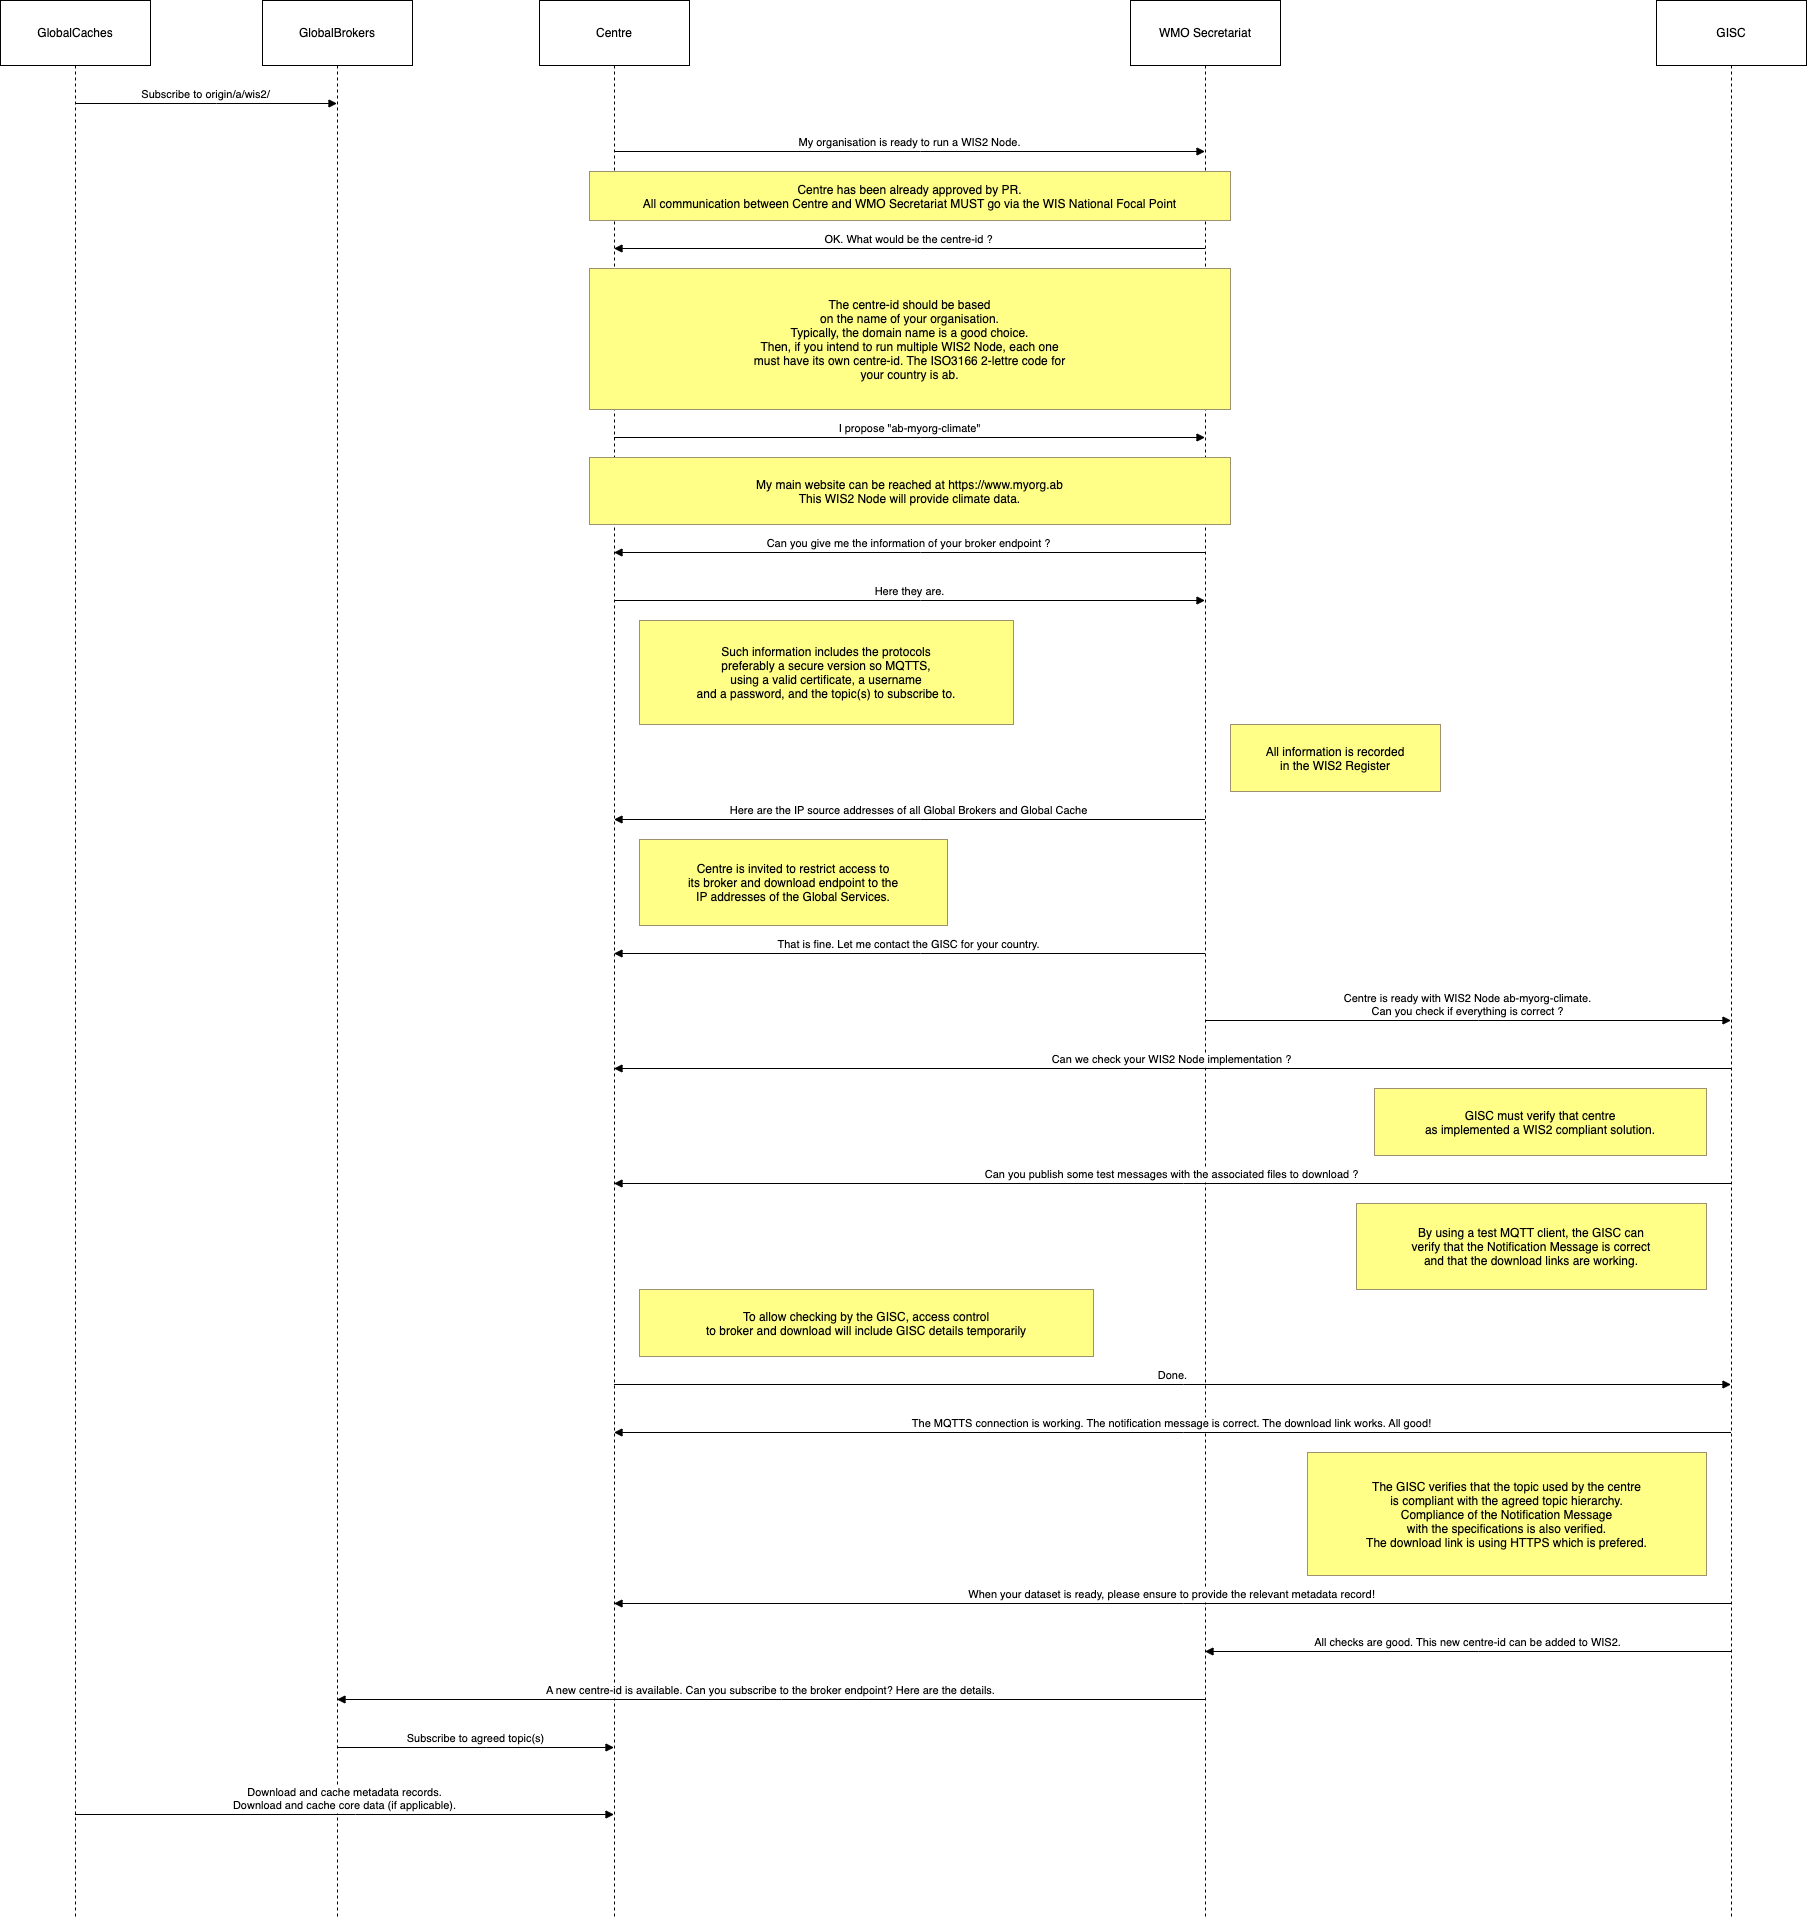 GlobalCaches
GlobalBrokers
Centre
WMO Secretariat
GISC
Subscribe to origin/a/wis2/
My organisation is ready to run a WIS2 Node.
Centre has been already approved by PR.
All communication between Centre and WMO Secretariat MUST go via the WIS National Focal Point
OK. What would be the centre-id ?
The centre-id should be based
on the name of your organisation.
Typically, the domain name is a good choice.
Then, if you intend to run multiple WIS2 Node, each one
must have its own centre-id. The ISO3166 2-lettre code for
your country is ab.
I propose "ab-myorg-climate"
My main website can be reached at https://www.myorg.ab
This WIS2 Node will provide climate data.
Can you give me the information of your broker endpoint ?
Here they are.
Such information includes the protocols
preferably a secure version so MQTTS,
using a valid certificate, a username
and a password, and the topic(s) to subscribe to.
All information is recorded
in the WIS2 Register
Here are the IP source addresses of all Global Brokers and Global Cache
Centre is invited to restrict access to
its broker and download endpoint to the
IP addresses of the Global Services.
That is fine. Let me contact the GISC for your country.
Centre is ready with WIS2 Node ab-myorg-climate.
Can you check if everything is correct ?
Can we check your WIS2 Node implementation ?
GISC must verify that centre
as implemented a WIS2 compliant solution.
Can you publish some test messages with the associated files to download ?
By using a test MQTT client, the GISC can
verify that the Notification Message is correct
and that the download links are working.
To allow checking by the GISC, access control
to broker and download will include GISC details temporarily
Done.
The MQTTS connection is working. The notification message is correct. The download link works. All good!
The GISC verifies that the topic used by the centre
is compliant with the agreed topic hierarchy.
Compliance of the Notification Message
with the specifications is also verified.
The download link is using HTTPS which is prefered.
When your dataset is ready, please ensure to provide the relevant metadata record!
All checks are good. This new centre-id can be added to WIS2.
A new centre-id is available. Can you subscribe to the broker endpoint? Here are the details.
Subscribe to agreed topic(s)
Download and cache metadata records.
Download and cache core data (if applicable).